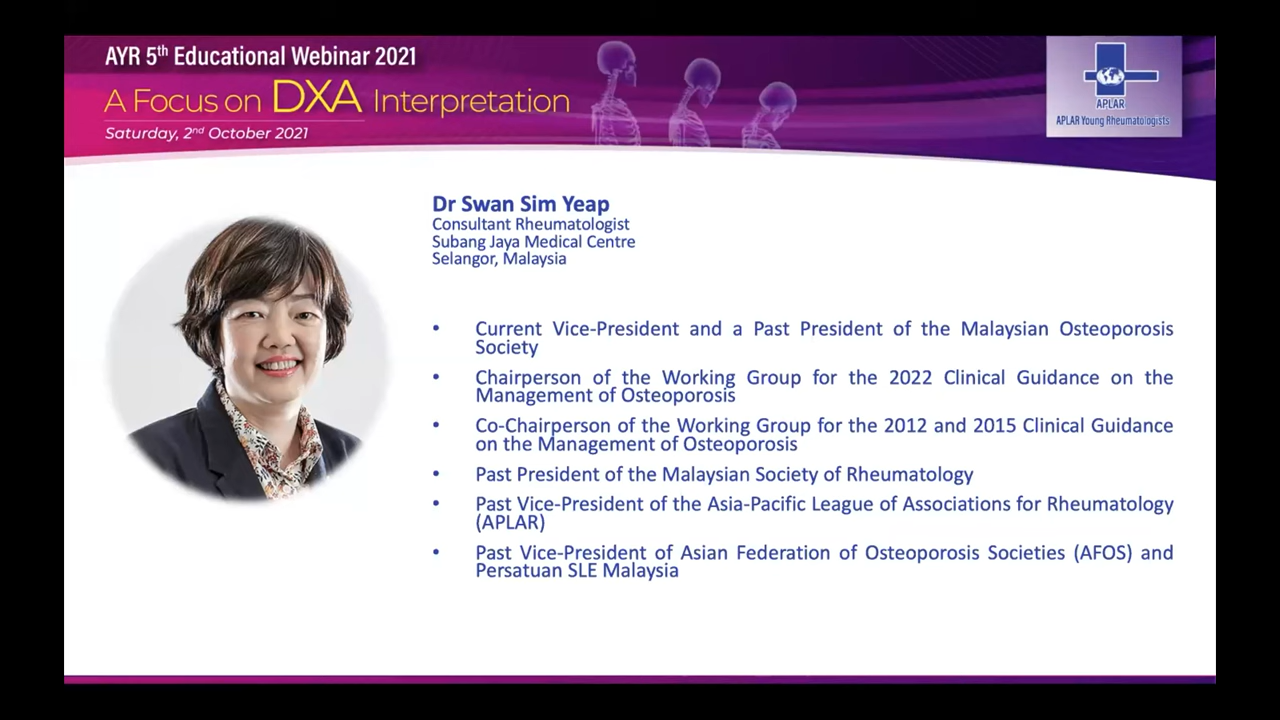 AYR 5th Educational Webinar 2021
A Focus on DXA Interpretation
Saturday, 2nd October 2021
APLAR
APLAR Young Rheumatologists
Dr Swan Sim Yeap
Consultant Rheumatologist
Subang Jaya Medical Centre
Selangor, Malaysia
• Current Vice-President and a Past President of the Malaysian Osteoporosis
Society
• Chairperson of the Working Group for the 2022 Clinical Guidance on the
Management of Osteoporosis
• Co-Chairperson of the Working Group for the 2012 and 2015 Clinical Guidance
on the Management of Osteoporosis
• Past President of the Malaysian Society of Rheumatology
• Past Vice-President of the Asia-Pacific League of Associations for Rheumatology
(APLAR)
• Past Vice-President of Asian Federation of Osteoporosis Societies (AFOS) and
Persatuan SLE Malaysia